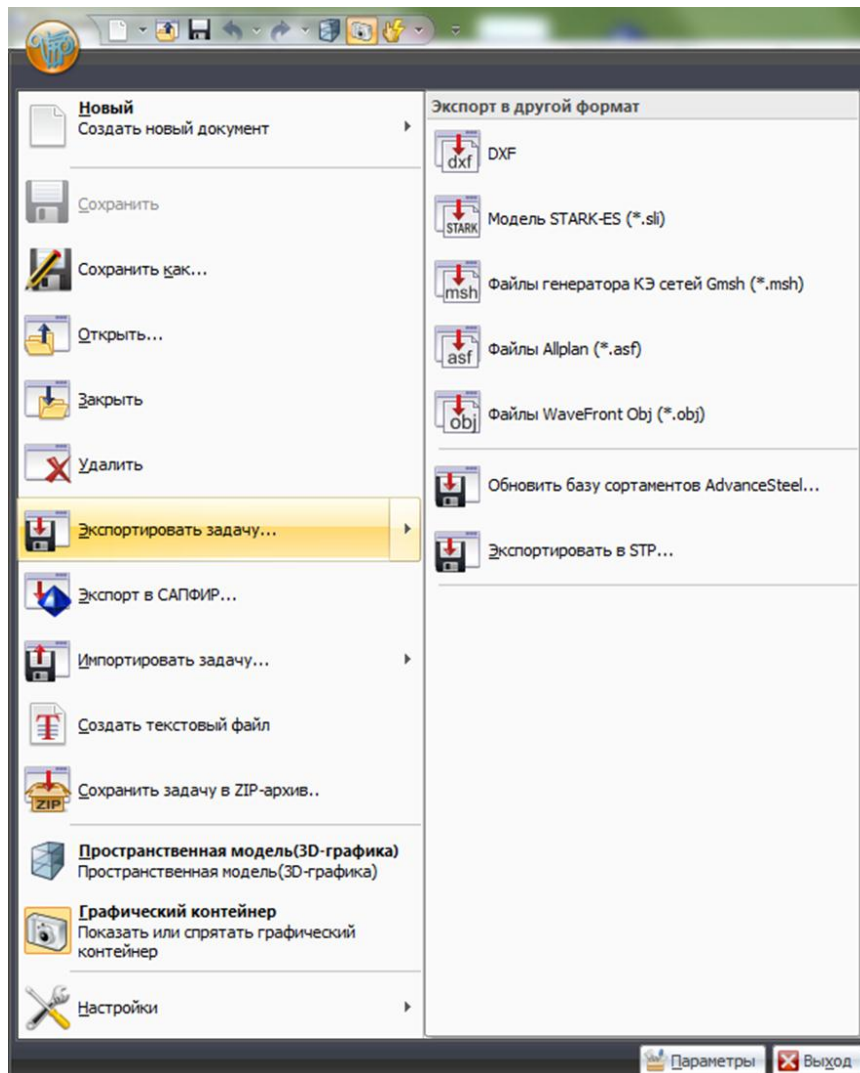 Новый
Создать новый документ
Сохранить
Сохранить как...
Открыть...
Закрыть
Удалить
Экспортировать задачу...
Экспорт в САПФИР...
Импортировать задачу...
Создать текстовый файл
Сохранить задачу в ZIP-архив..
Пространственная модель(3D-графика)
Пространственная модель(3D-графика)
Графический контейнер
Показать или спрятать графический
контейнер
Настройки
Экспорт в другой формат
dxf DXF
STARK Модель STARK-ES (*.sli)
msh Файлы генератора КЭ сетей Gmsh (*.msh)
asf Файлы Allplan (*.asf)
obj Файлы WaveFront Obj (*.obj)
Обновить базу сортаментов AdvanceSteel...
Экспортировать в STP...
T
ZIP
Параметры Выход